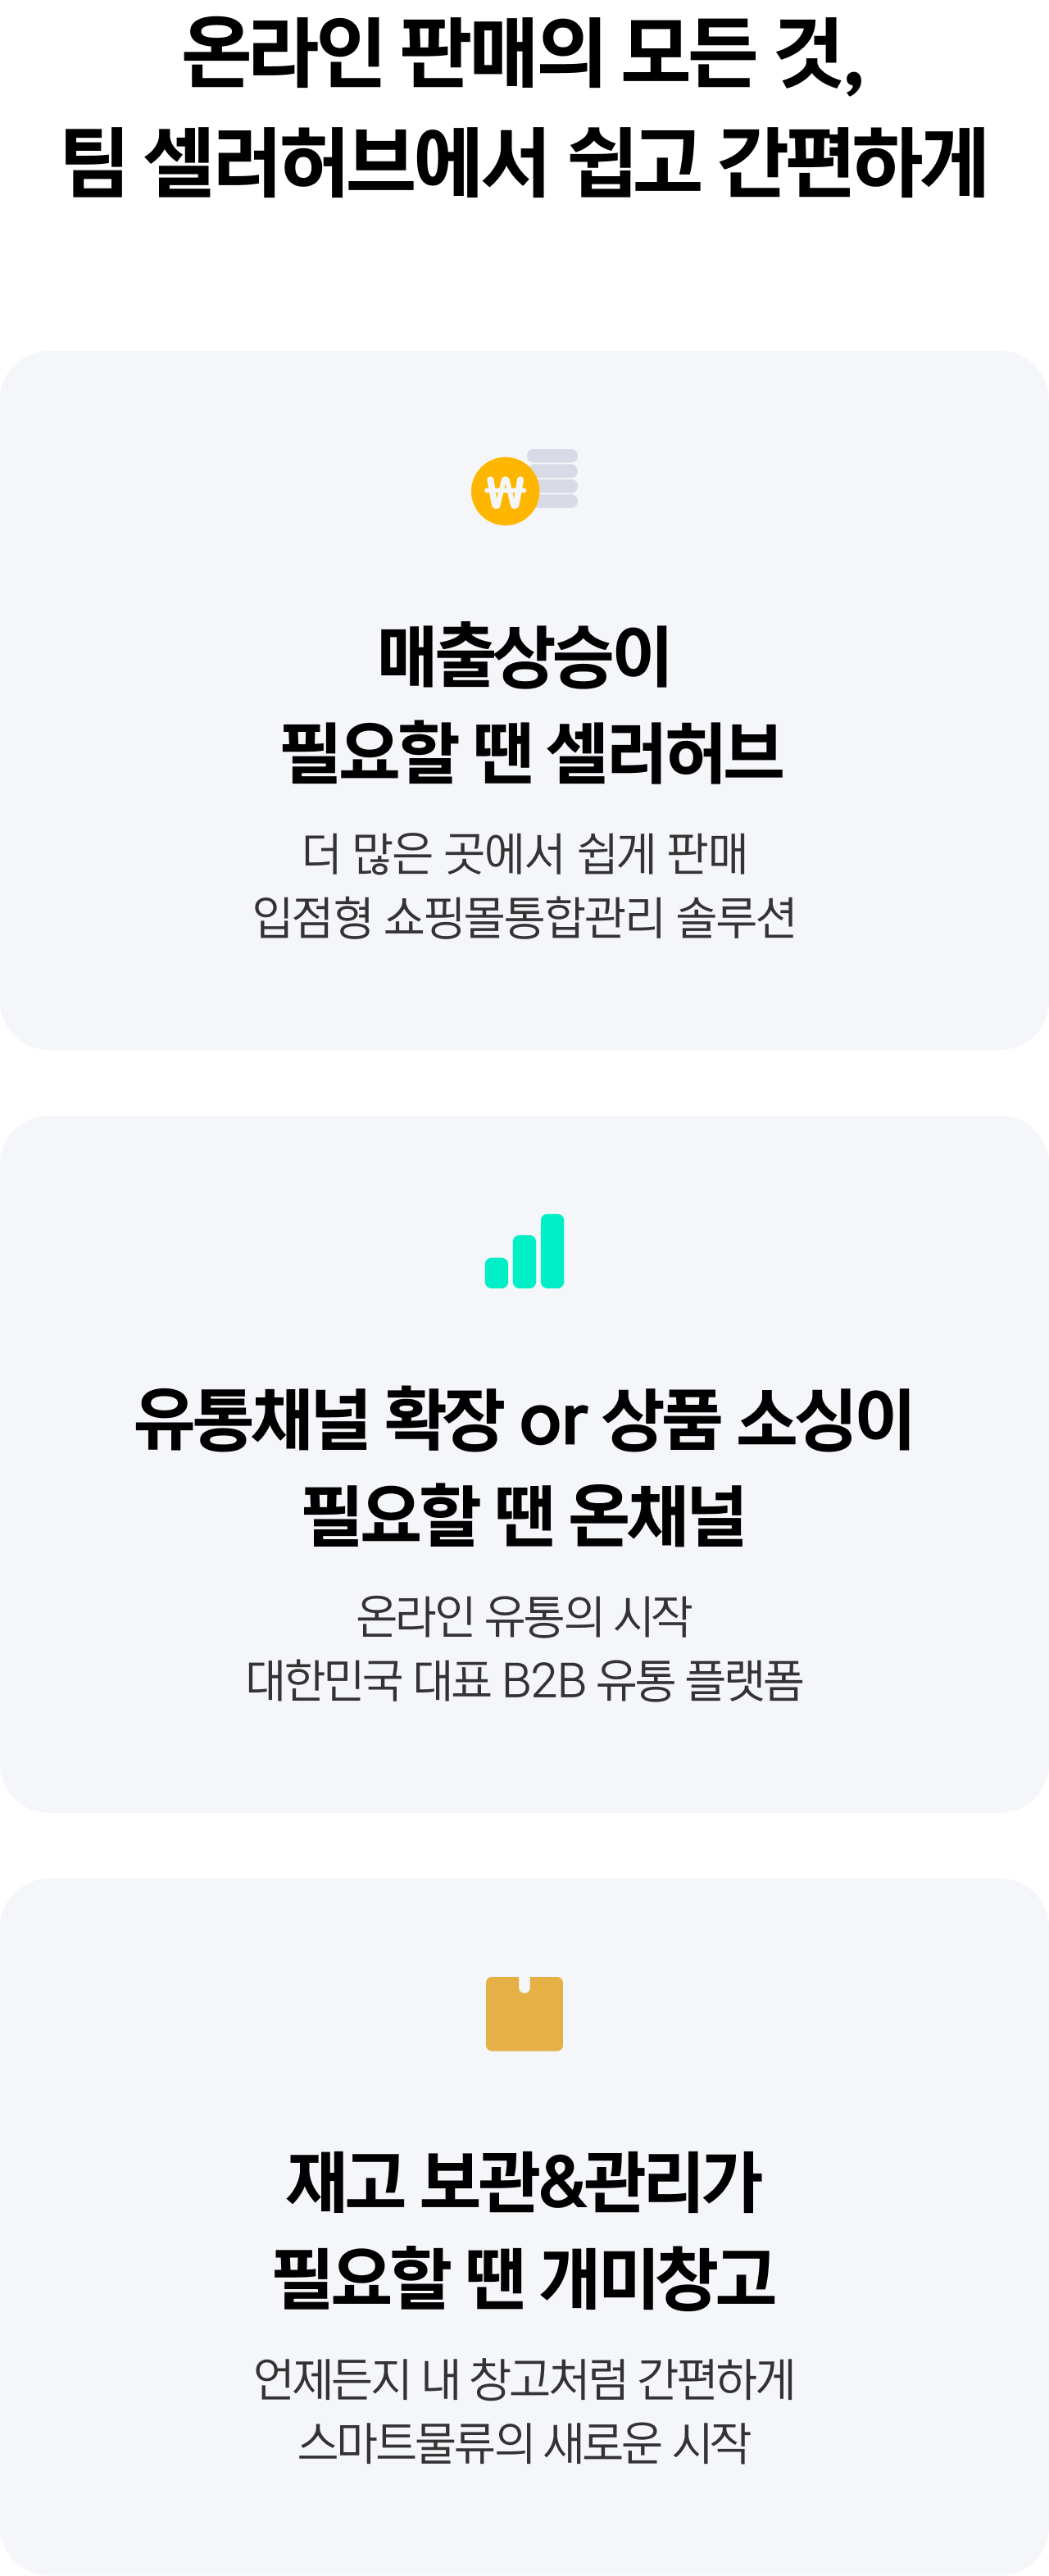 온라인 판매의 모든 것,
팀 셀러허브에서 쉽고 간편하게
₩
매출상승이
필요할 땐 셀러허브
더 많은 곳에서 쉽게 판매
입점형 쇼핑몰통합관리 솔루션
유통채널 확장 or 상품 소싱이
필요할 땐 온채널
온라인 유통의 시작
대한민국 대표 B2B 유통 플랫폼
재고 보관&관리가
필요할 땐 개미창고
언제든지 내 창고처럼 간편하게
스마트물류의 새로운 시작